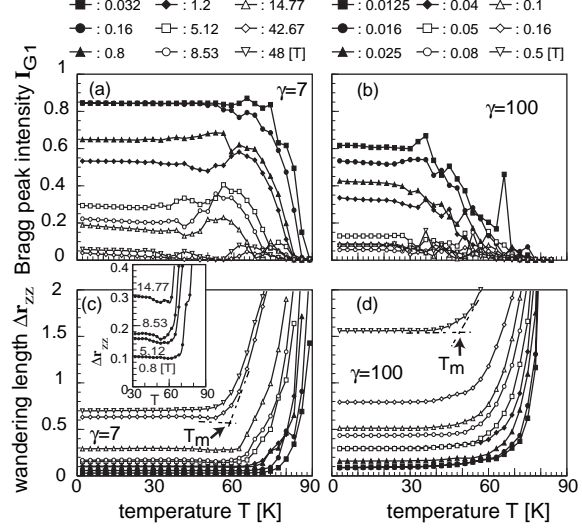 : 0.032 : 1.2 : 14.77
: 0.16 : 5.12 : 42.67
: 0.8 : 8.53 : 48 [T]
: 0.0125 : 0.04 : 0.1
: 0.016 : 0.05 : 0.16
: 0.025 : 0.08 : 0.5 [T]
Bragg peak intensity I_G1
1
0.8
0.6
0.4
0.2
0
(a)
γ=7
(b)
γ=100
wandering length Δr_zz
2
1.5
1
0.5
0
(c)
γ=7
T_m
0 30 60 90
temperature T [K]
Δr_zz
0.4
0.3
0.2
0.1
0
14.77
8.53
5.12
0.8 [T]
30 60 90
T
(d)
γ=100
T_m
0 30 60 90
temperature T [K]